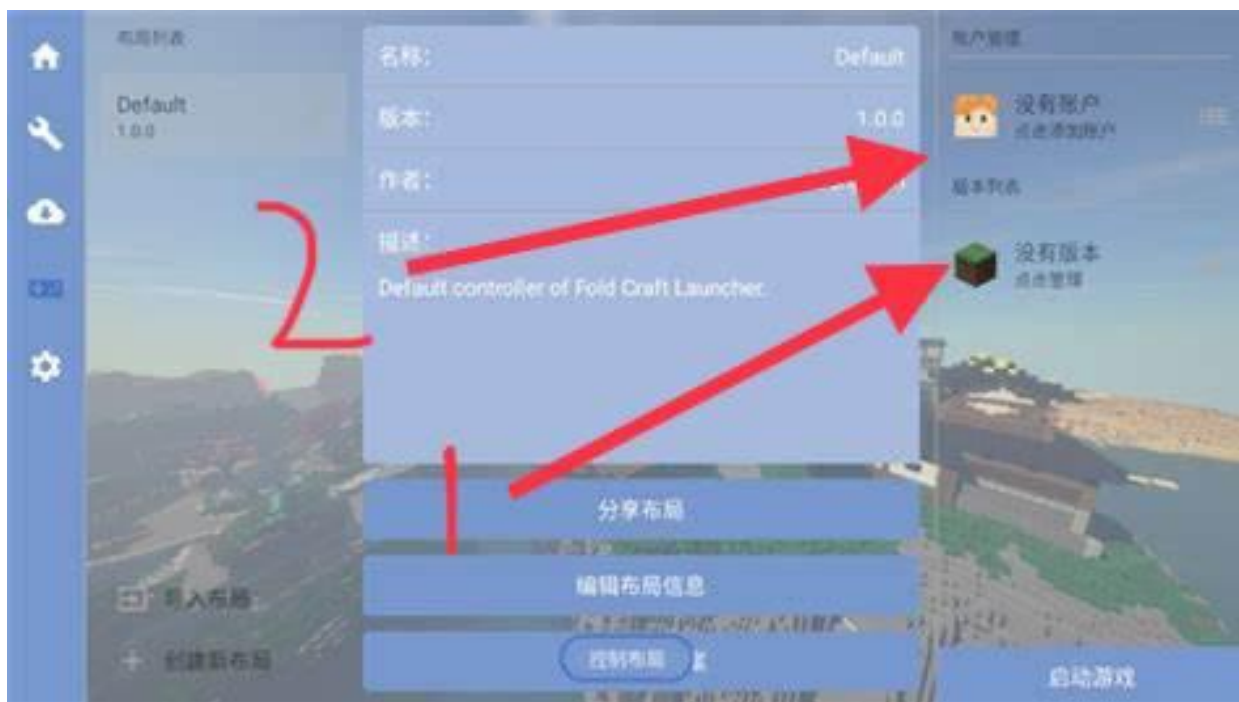 布局列表
Default
1.0.0
导入布局
创建新布局
名称：
Default
版本：
1.0.0
作者：
描述：
Default controller of Fold Craft Launcher.
分享布局
编辑布局信息
控制布局
2
1
账户管理
没有账户
点击添加账户
版本列表
没有版本
点击管理
启动游戏